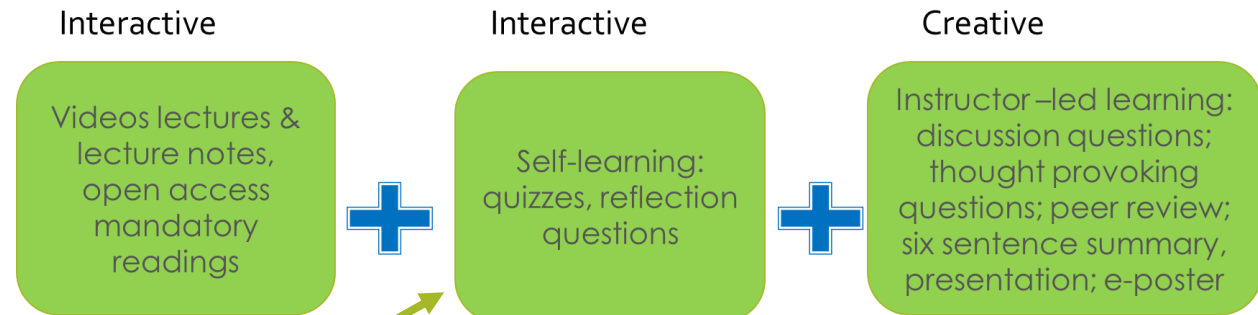 Interactive
Interactive
Creative
Videos lectures &
lecture notes,
open access
mandatory
readings
Self-learning:
quizzes, reflection
questions
Instructor –led learning:
discussion questions;
thought provoking
questions; peer review;
six sentence summary,
presentation; e-poster